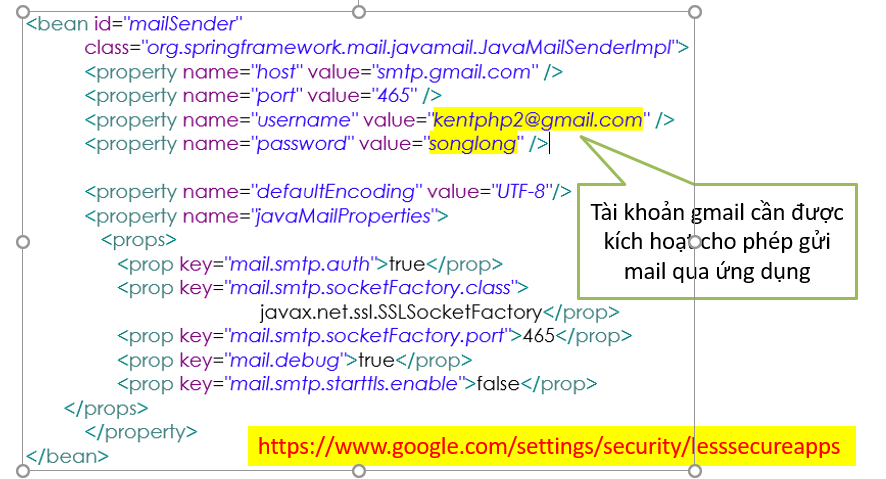 <bean id="mailSender"
class="org.springframework.mail.javamail.JavaMailSenderImpl">
<property name="host" value="smtp.gmail.com" />
<property name="port" value="465" />
<property name="username" value="kentphp2@gmail.com" />
<property name="password" value="songlong" />
<property name="defaultEncoding" value="UTF-8"/>
<property name="javaMailProperties">
<props>
<prop key="mail.smtp.auth">true</prop>
<prop key="mail.smtp.socketFactory.class">
javax.net.ssl.SSLSocketFactory</prop>
<prop key="mail.smtp.socketFactory.port">465</prop>
<prop key="mail.debug">true</prop>
<prop key="mail.smtp.starttls.enable">false</prop>
</props>
</property>
</bean>
Tài khoản gmail cần được
kích hoạt cho phép gửi
mail qua ứng dụng
https://www.google.com/settings/security/lesssecureapps